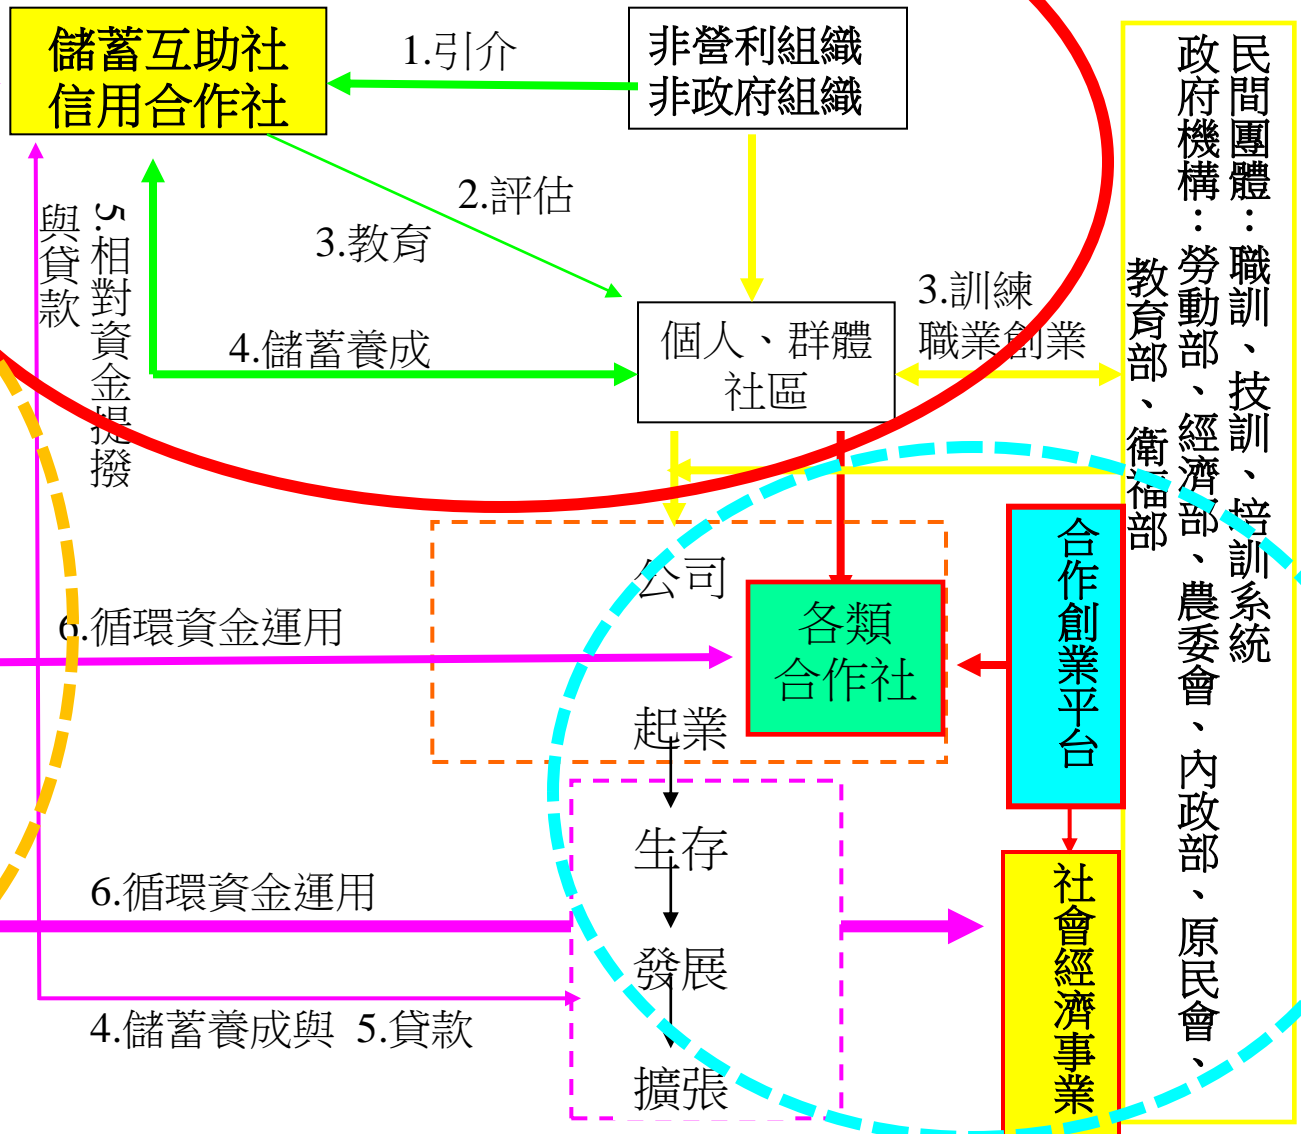 儲蓄互助社
信用合作社
1.引介
非營利組織
非政府組織
民間團體：職訓、技訓、培訓系統
政府機構：勞動部、經濟部、農委會、內政部、原民會、
教育部、衛福部
2.評估
3.教育
5.相對資金提撥
與貸款
4.儲蓄養成
個人、群體
社區
3.訓練
職業創業
公司
各類
合作社
合作創業平台
6.循環資金運用
起業
生存
6.循環資金運用
發展
社會經濟事業
4.儲蓄養成與 5.貸款
擴張